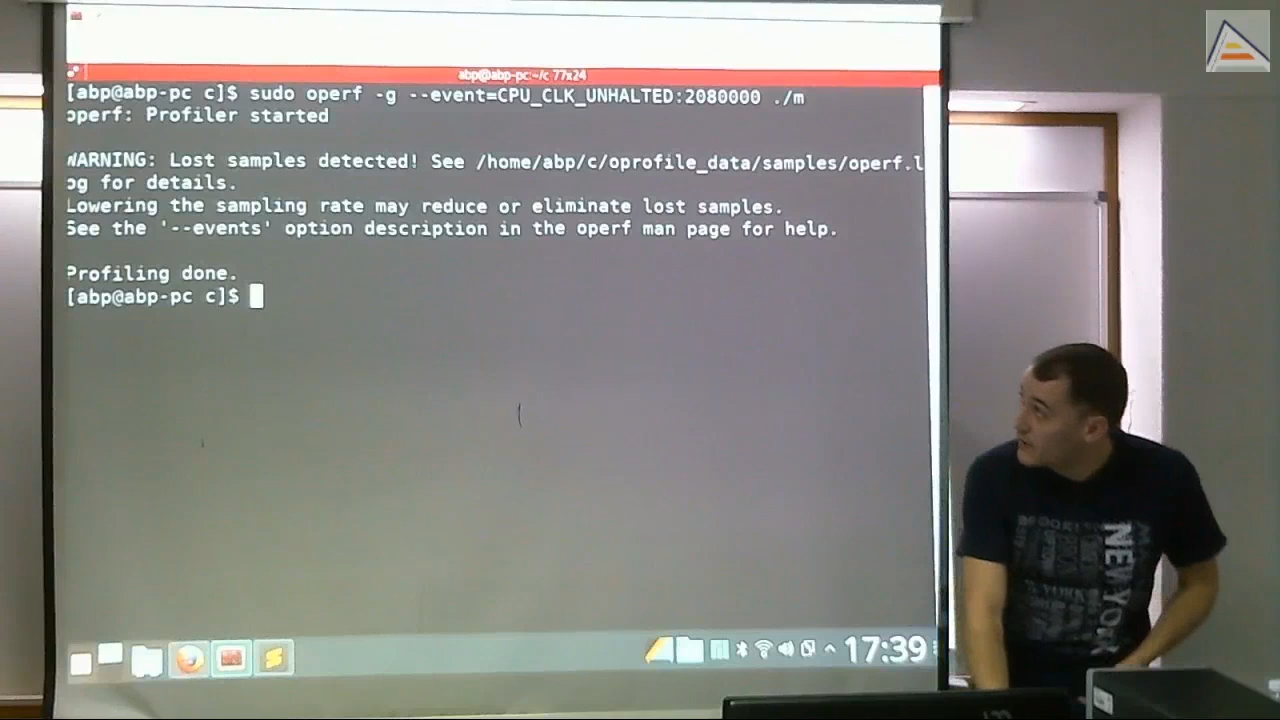 abp@abp-pc:~/c 77x24
[abp@abp-pc c]$ sudo operf -g --event=CPU_CLK_UNHALTED:2080000 ./m
operf: Profiler started
WARNING: Lost samples detected! See /home/abp/c/oprofile_data/samples/operf.l
og for details.
Lowering the sampling rate may reduce or eliminate lost samples.
See the '--events' option description in the operf man page for help.
Profiling done.
[abp@abp-pc c]$
17:39
NEW YORK